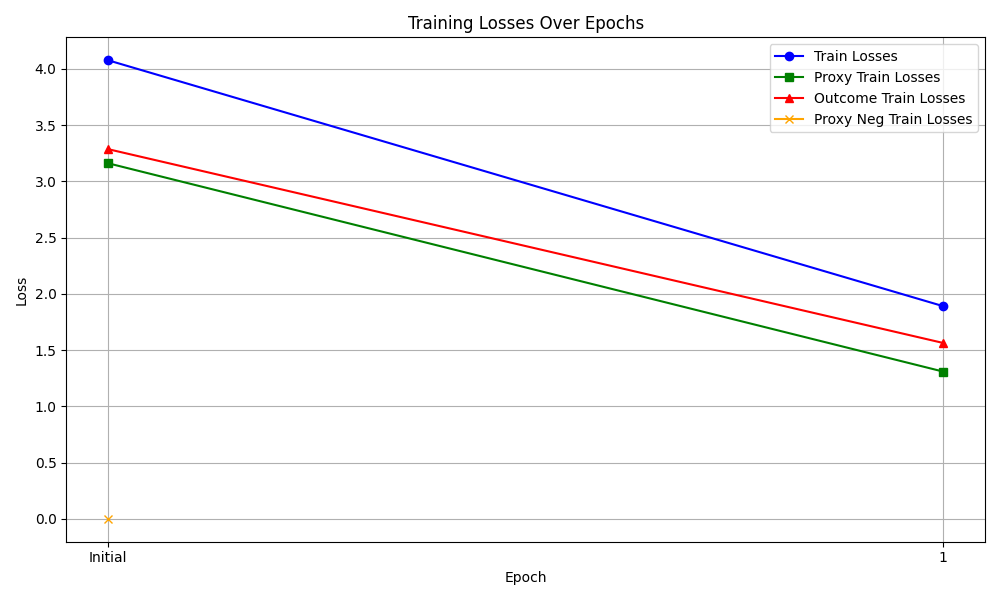 Training Losses Over Epochs
Train Losses
Proxy Train Losses
Outcome Train Losses
Proxy Neg Train Losses
Loss
4.0
3.5
3.0
2.5
2.0
1.5
1.0
0.5
0.0
Initial
1
Epoch